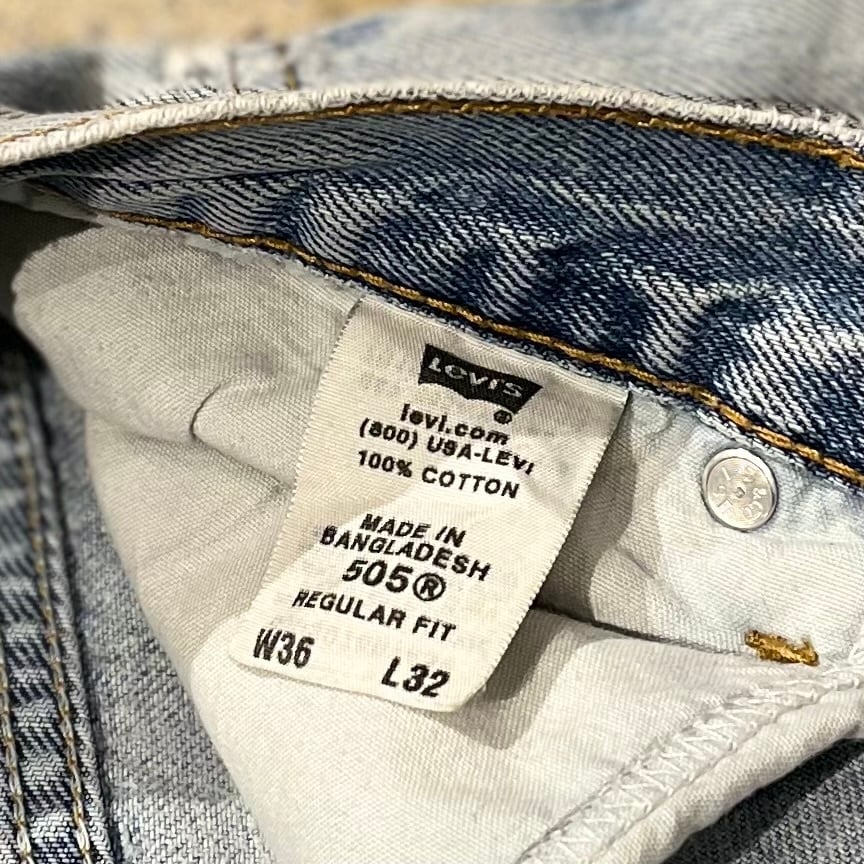 LEVI'S
®
levi.com
(800) USA-LEVI
100% COTTON
MADE IN
BANGLADESH
505®
REGULAR FIT
W36 L32